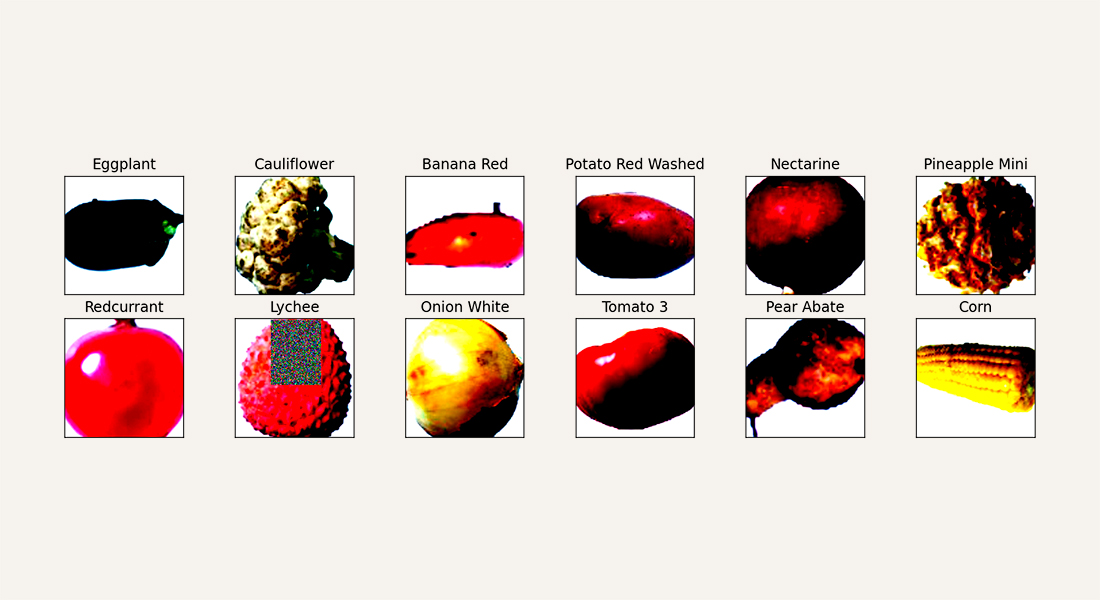 Eggplant
Cauliflower
Banana Red
Potato Red Washed
Nectarine
Pineapple Mini
Redcurrant
Lychee
Onion White
Tomato 3
Pear Abate
Corn